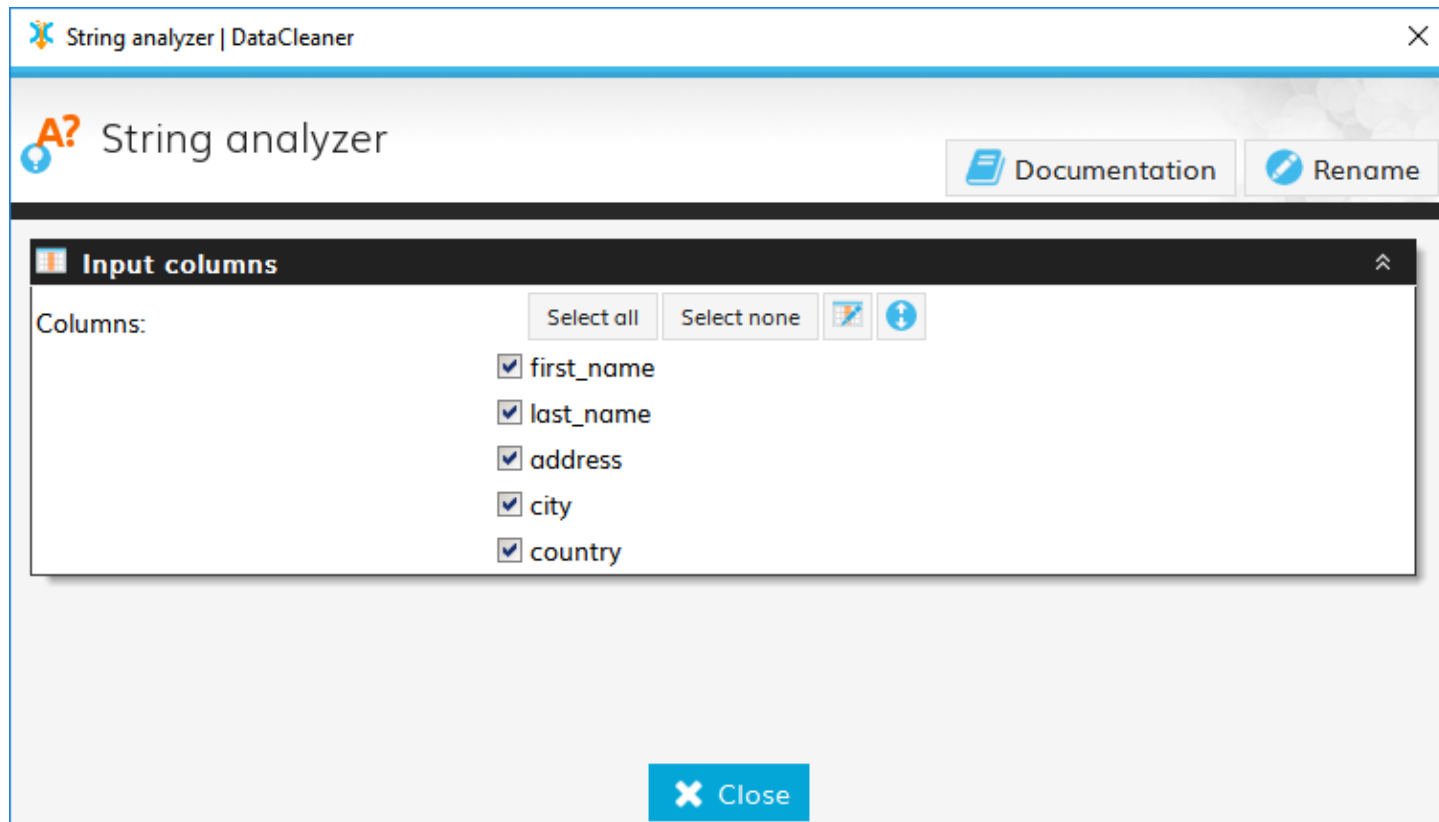 String analyzer | DataCleaner
A? String analyzer
Documentation Rename
Input columns
Columns: Select all Select none
first_name
last_name
address
city
country
Close